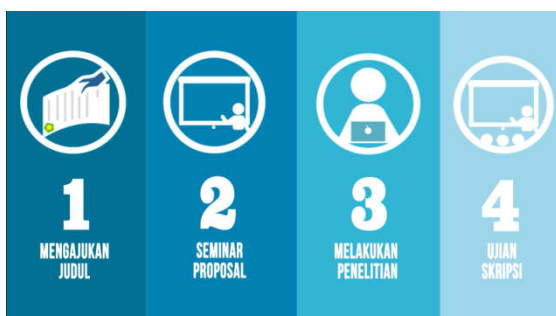 1
MENGAJUKAN
JUDUL
2
SEMINAR
PROPOSAL
3
MELAKUKAN
PENELITIAN
4
UJIAN
SKRIPSI